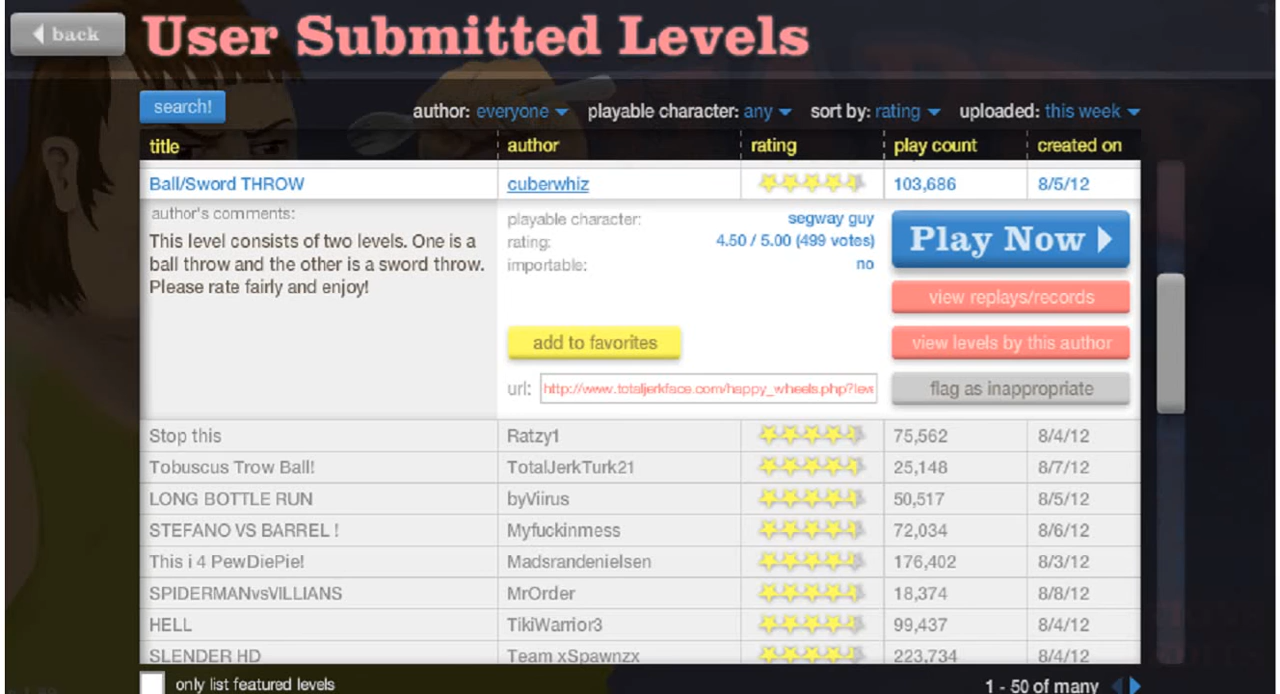 back
User Submitted Levels
search!
author: everyone playable character: any sort by: rating uploaded: this week
title author rating play count created on
Ball/Sword THROW cuberwhiz 103,686 8/5/12
author's comments:
This level consists of two levels. One is a
ball throw and the other is a sword throw.
Please rate fairly and enjoy!
playable character: segway guy
rating: 4.50 / 5.00 (499 votes)
importable: no
add to favorites
url: http://www.totaljerkface.com/happy_wheels.php?leve
Play Now
view replays/records
view levels by this author
flag as inappropriate
Stop this Ratzy1 75,562 8/4/12
Tobuscus Trow Ball! TotalJerkTurk21 25,148 8/7/12
LONG BOTTLE RUN byViirus 50,517 8/5/12
STEFANO VS BARREL ! Myfuckinmess 72,034 8/6/12
This i 4 PewDiePie! Madsrandenielsen 176,402 8/3/12
SPIDERMANvsVILLIANS MrOrder 18,374 8/8/12
HELL TikiWarrior3 99,437 8/4/12
SLENDER HD Team xSpawnzx 223,734 8/4/12
only list featured levels 1 - 50 of many